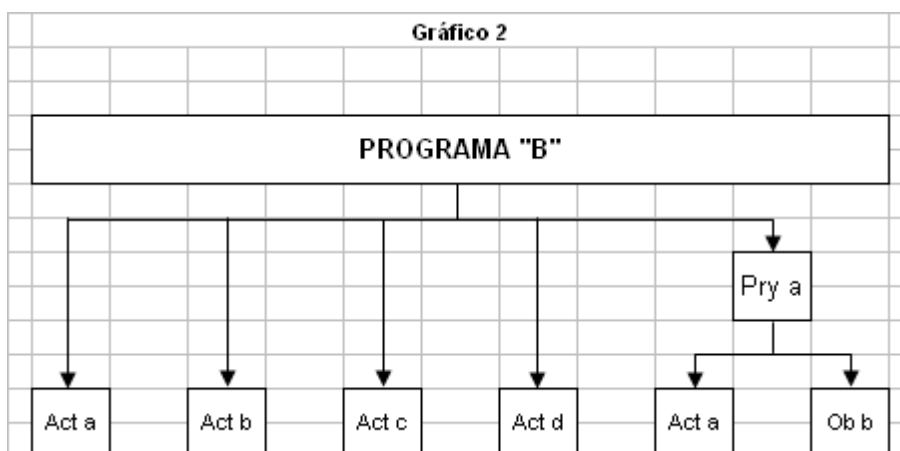 Gráfico 2
PROGRAMA "B"
Pry a
Act a
Act b
Act c
Act d
Act a
Ob b